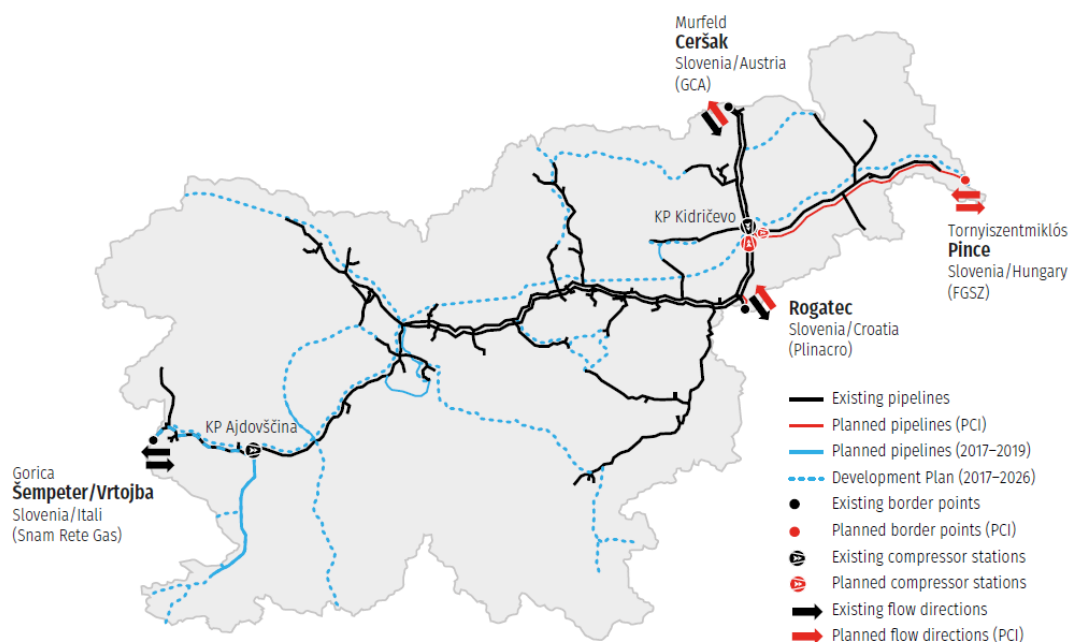 Murfeld
Ceršak
Slovenia/Austria
(GCA)
KP Kidričevo
Tornyiszentmiklós
Pince
Slovenia/Hungary
(FGSZ)
Rogatec
Slovenia/Croatia
(Plinacro)
KP Ajdovščina
Gorica
Šempeter/Vrtojba
Slovenia/Itali
(Snam Rete Gas)
Existing pipelines
Planned pipelines (PCI)
Planned pipelines (2017–2019)
Development Plan (2017–2026)
Existing border points
Planned border points (PCI)
Existing compressor stations
Planned compressor stations
Existing flow directions
Planned flow directions (PCI)